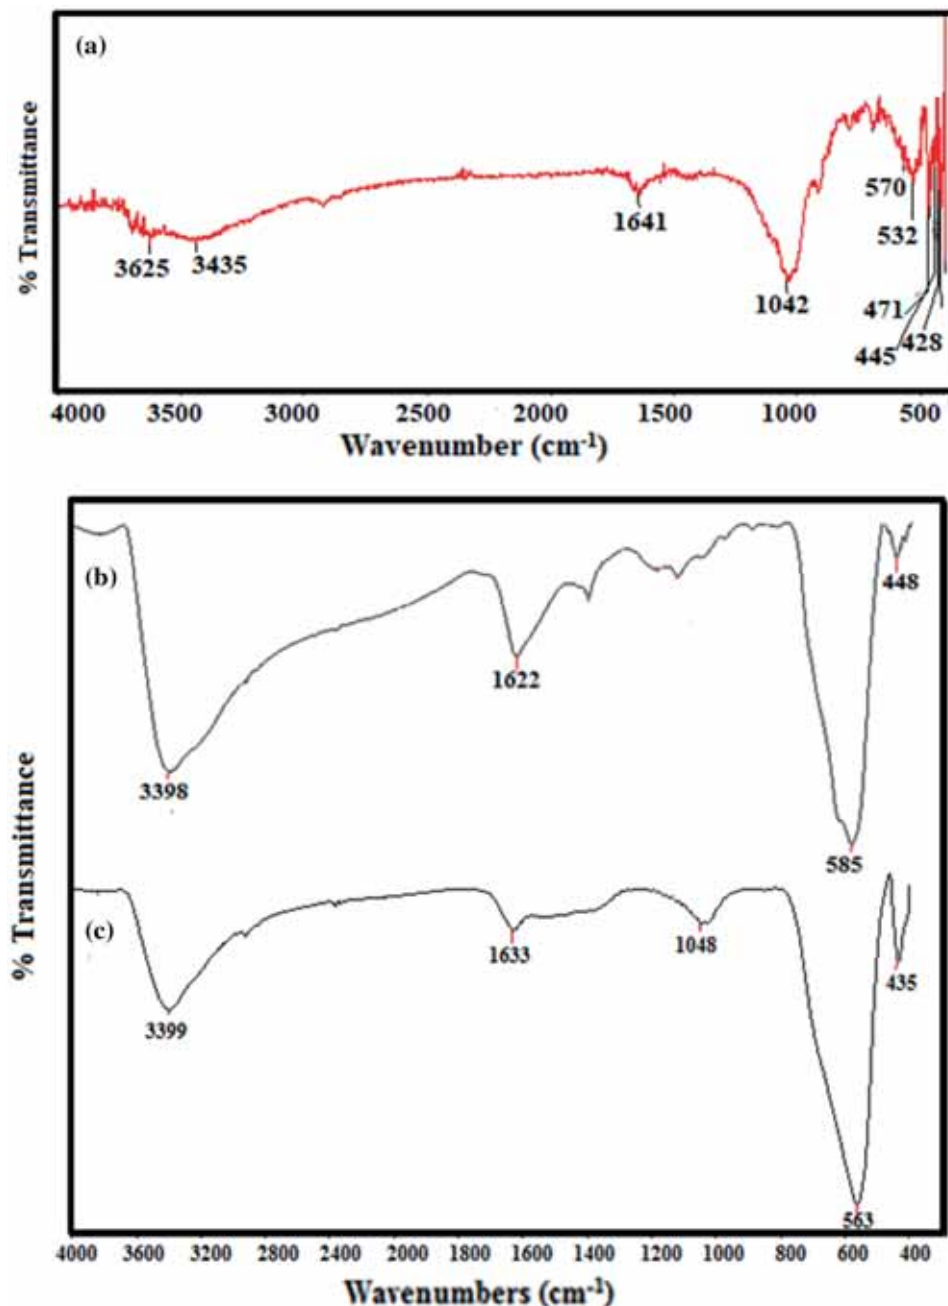 (a)
% Transmittance
3625
3435
1641
1042
570
532
471
445
428
4000 3500 3000 2500 2000 1500 1000 500
Wavenumber (cm-1)
(b)
448
1622
3398
585
% Transmittance
(c)
1633
1048
435
3399
563
4000 3600 3200 2800 2400 2000 1600 1200 1000 800 600 400
Wavenumbers (cm-1)